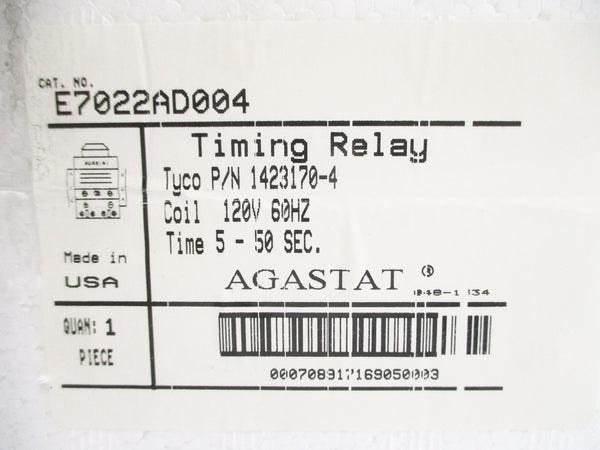 CAT. NO.
E7022AD004
Timing Relay
Tyco P/N 1423170-4
Coil 120V 60HZ
Time 5 - 50 SEC.
AGASTAT
Made in
USA
AGASTAT ®
QUAN: 1
PIECE
000708317169050003